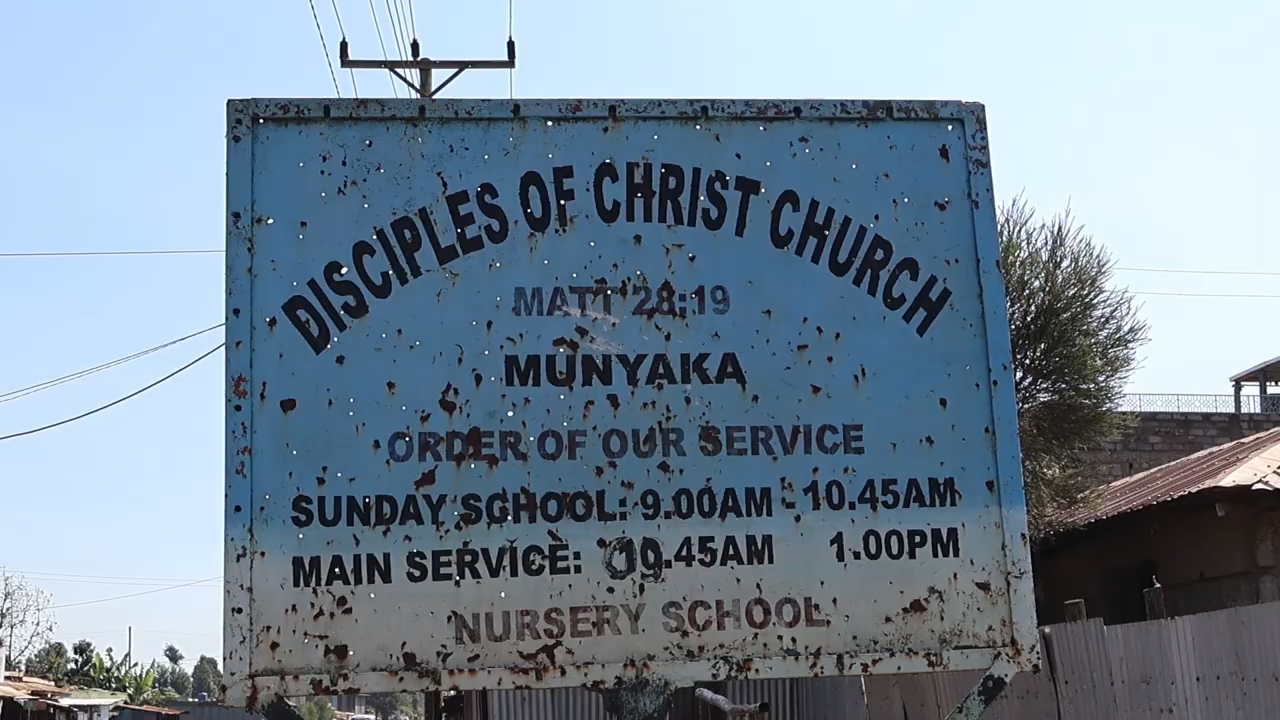 DISCIPLES OF CHRIST CHURCH
MATT 28:19
MUNYAKA
ORDER OF OUR SERVICE
SUNDAY SCHOOL: 9.00AM - 10.45AM
MAIN SERVICE: 10.45AM 1.00PM
NURSERY SCHOOL